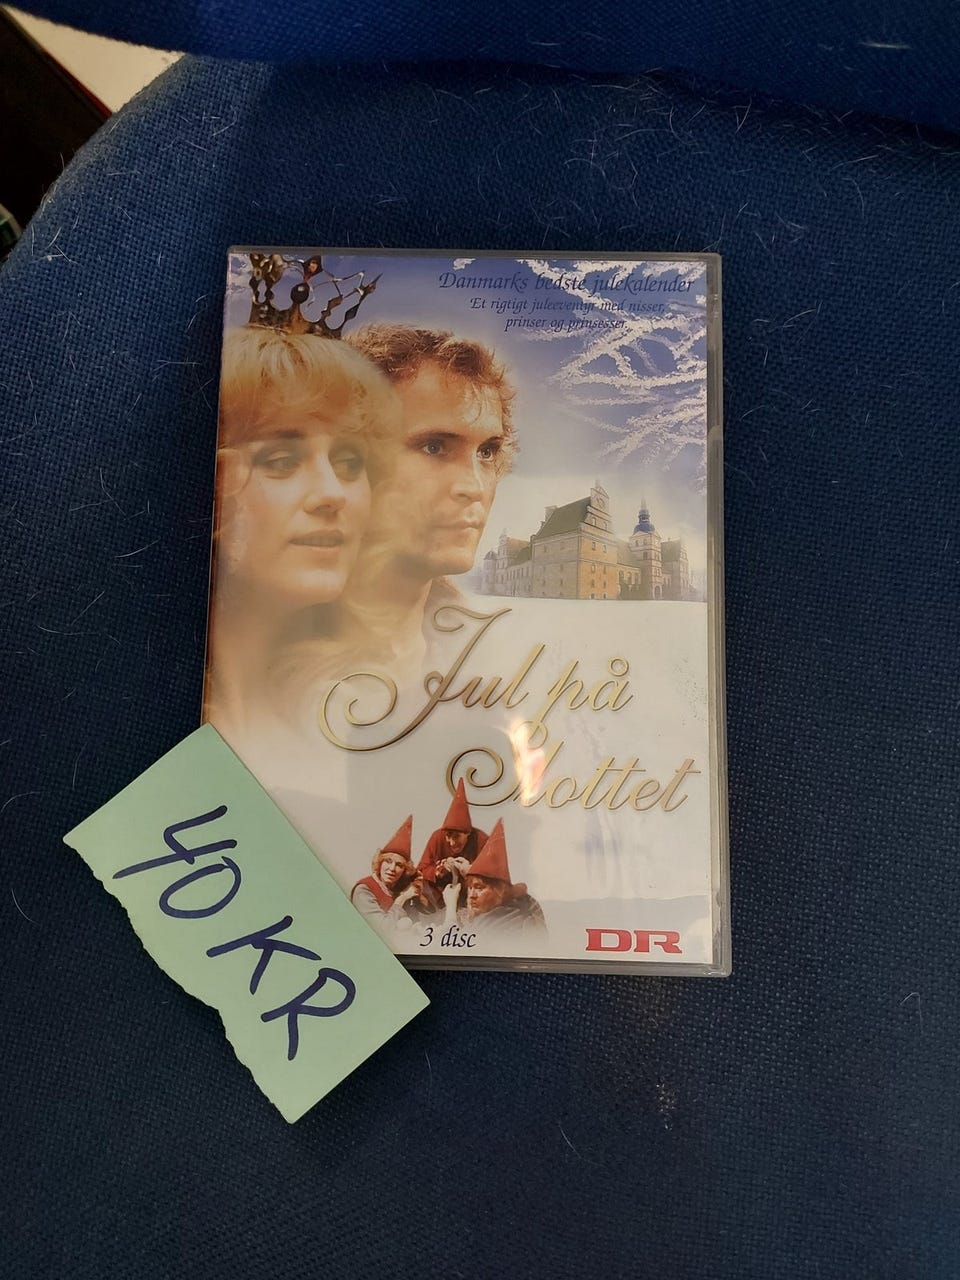 Danmarks bedste julekalender
Et rigtigt juleeventyr med nisser,
prinser og prinsesser.
Jul på
Slottet
3 disc
DR
40 KR